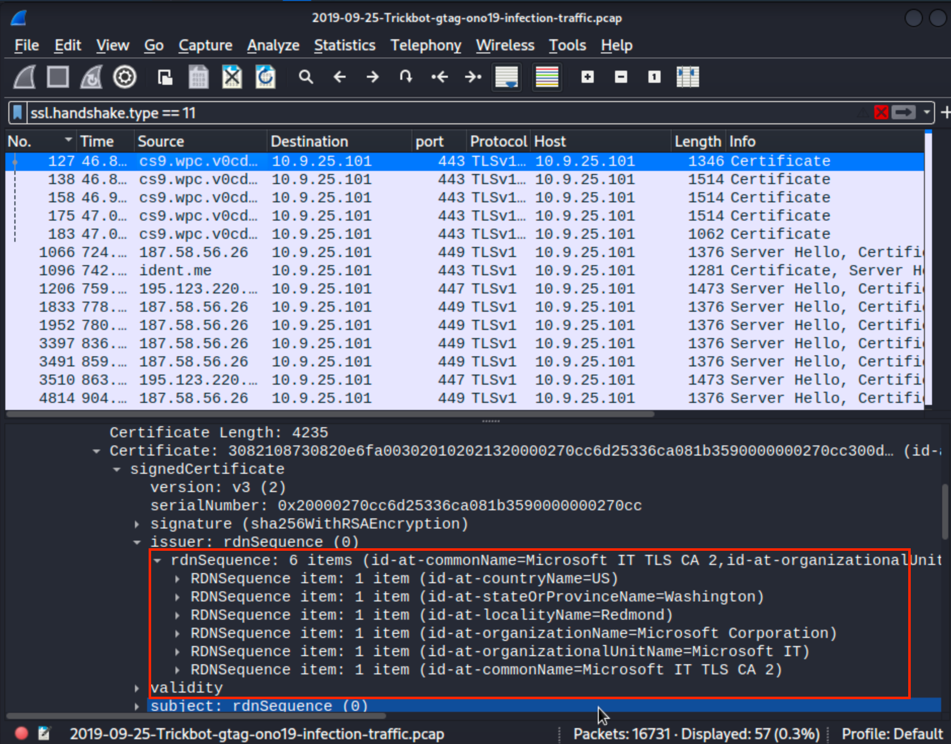 2019-09-25-Trickbot-gtag-ono19-infection-traffic.pcap
File Edit View Go Capture Analyze Statistics Telephony Wireless Tools Help
ssl.handshake.type == 11
No. Time Source Destination port Protocol Host Length Info
127 46.8… cs9.wpc.v0cd… 10.9.25.101 443 TLSv1… 10.9.25.101 1346 Certificate
138 46.8… cs9.wpc.v0cd… 10.9.25.101 443 TLSv1… 10.9.25.101 1514 Certificate
158 46.9… cs9.wpc.v0cd… 10.9.25.101 443 TLSv1… 10.9.25.101 1514 Certificate
175 47.0… cs9.wpc.v0cd… 10.9.25.101 443 TLSv1… 10.9.25.101 1514 Certificate
183 47.0… cs9.wpc.v0cd… 10.9.25.101 443 TLSv1… 10.9.25.101 1062 Certificate
1066 724.… 187.58.56.26 10.9.25.101 449 TLSv1 10.9.25.101 1376 Server Hello, Certifi
1096 742.… ident.me 10.9.25.101 443 TLSv1 10.9.25.101 1281 Certificate, Server H
1206 759.… 195.123.220.… 10.9.25.101 447 TLSv1 10.9.25.101 1473 Server Hello, Certifi
1833 778.… 187.58.56.26 10.9.25.101 449 TLSv1 10.9.25.101 1376 Server Hello, Certifi
1952 780.… 187.58.56.26 10.9.25.101 449 TLSv1 10.9.25.101 1376 Server Hello, Certifi
3397 836.… 187.58.56.26 10.9.25.101 449 TLSv1 10.9.25.101 1376 Server Hello, Certifi
3491 859.… 187.58.56.26 10.9.25.101 449 TLSv1 10.9.25.101 1376 Server Hello, Certifi
3510 863.… 195.123.220.… 10.9.25.101 447 TLSv1 10.9.25.101 1473 Server Hello, Certifi
4814 904.… 187.58.56.26 10.9.25.101 449 TLSv1 10.9.25.101 1376 Server Hello, Certifi
Certificate Length: 4235
Certificate: 3082108730820e6fa003020102021320000270cc6d25336ca081b3590000000270cc300d… (id-a
signedCertificate
version: v3 (2)
serialNumber: 0x20000270cc6d25336ca081b3590000000270cc
signature (sha256WithRSAEncryption)
issuer: rdnSequence (0)
rdnSequence: 6 items (id-at-commonName=Microsoft IT TLS CA 2,id-at-organizationalUnit
RDNSequence item: 1 item (id-at-countryName=US)
RDNSequence item: 1 item (id-at-stateOrProvinceName=Washington)
RDNSequence item: 1 item (id-at-localityName=Redmond)
RDNSequence item: 1 item (id-at-organizationName=Microsoft Corporation)
RDNSequence item: 1 item (id-at-organizationalUnitName=Microsoft IT)
RDNSequence item: 1 item (id-at-commonName=Microsoft IT TLS CA 2)
validity
subject: rdnSequence (0)
2019-09-25-Trickbot-gtag-ono19-infection-traffic.pcap Packets: 16731 · Displayed: 57 (0.3%) Profile: Default